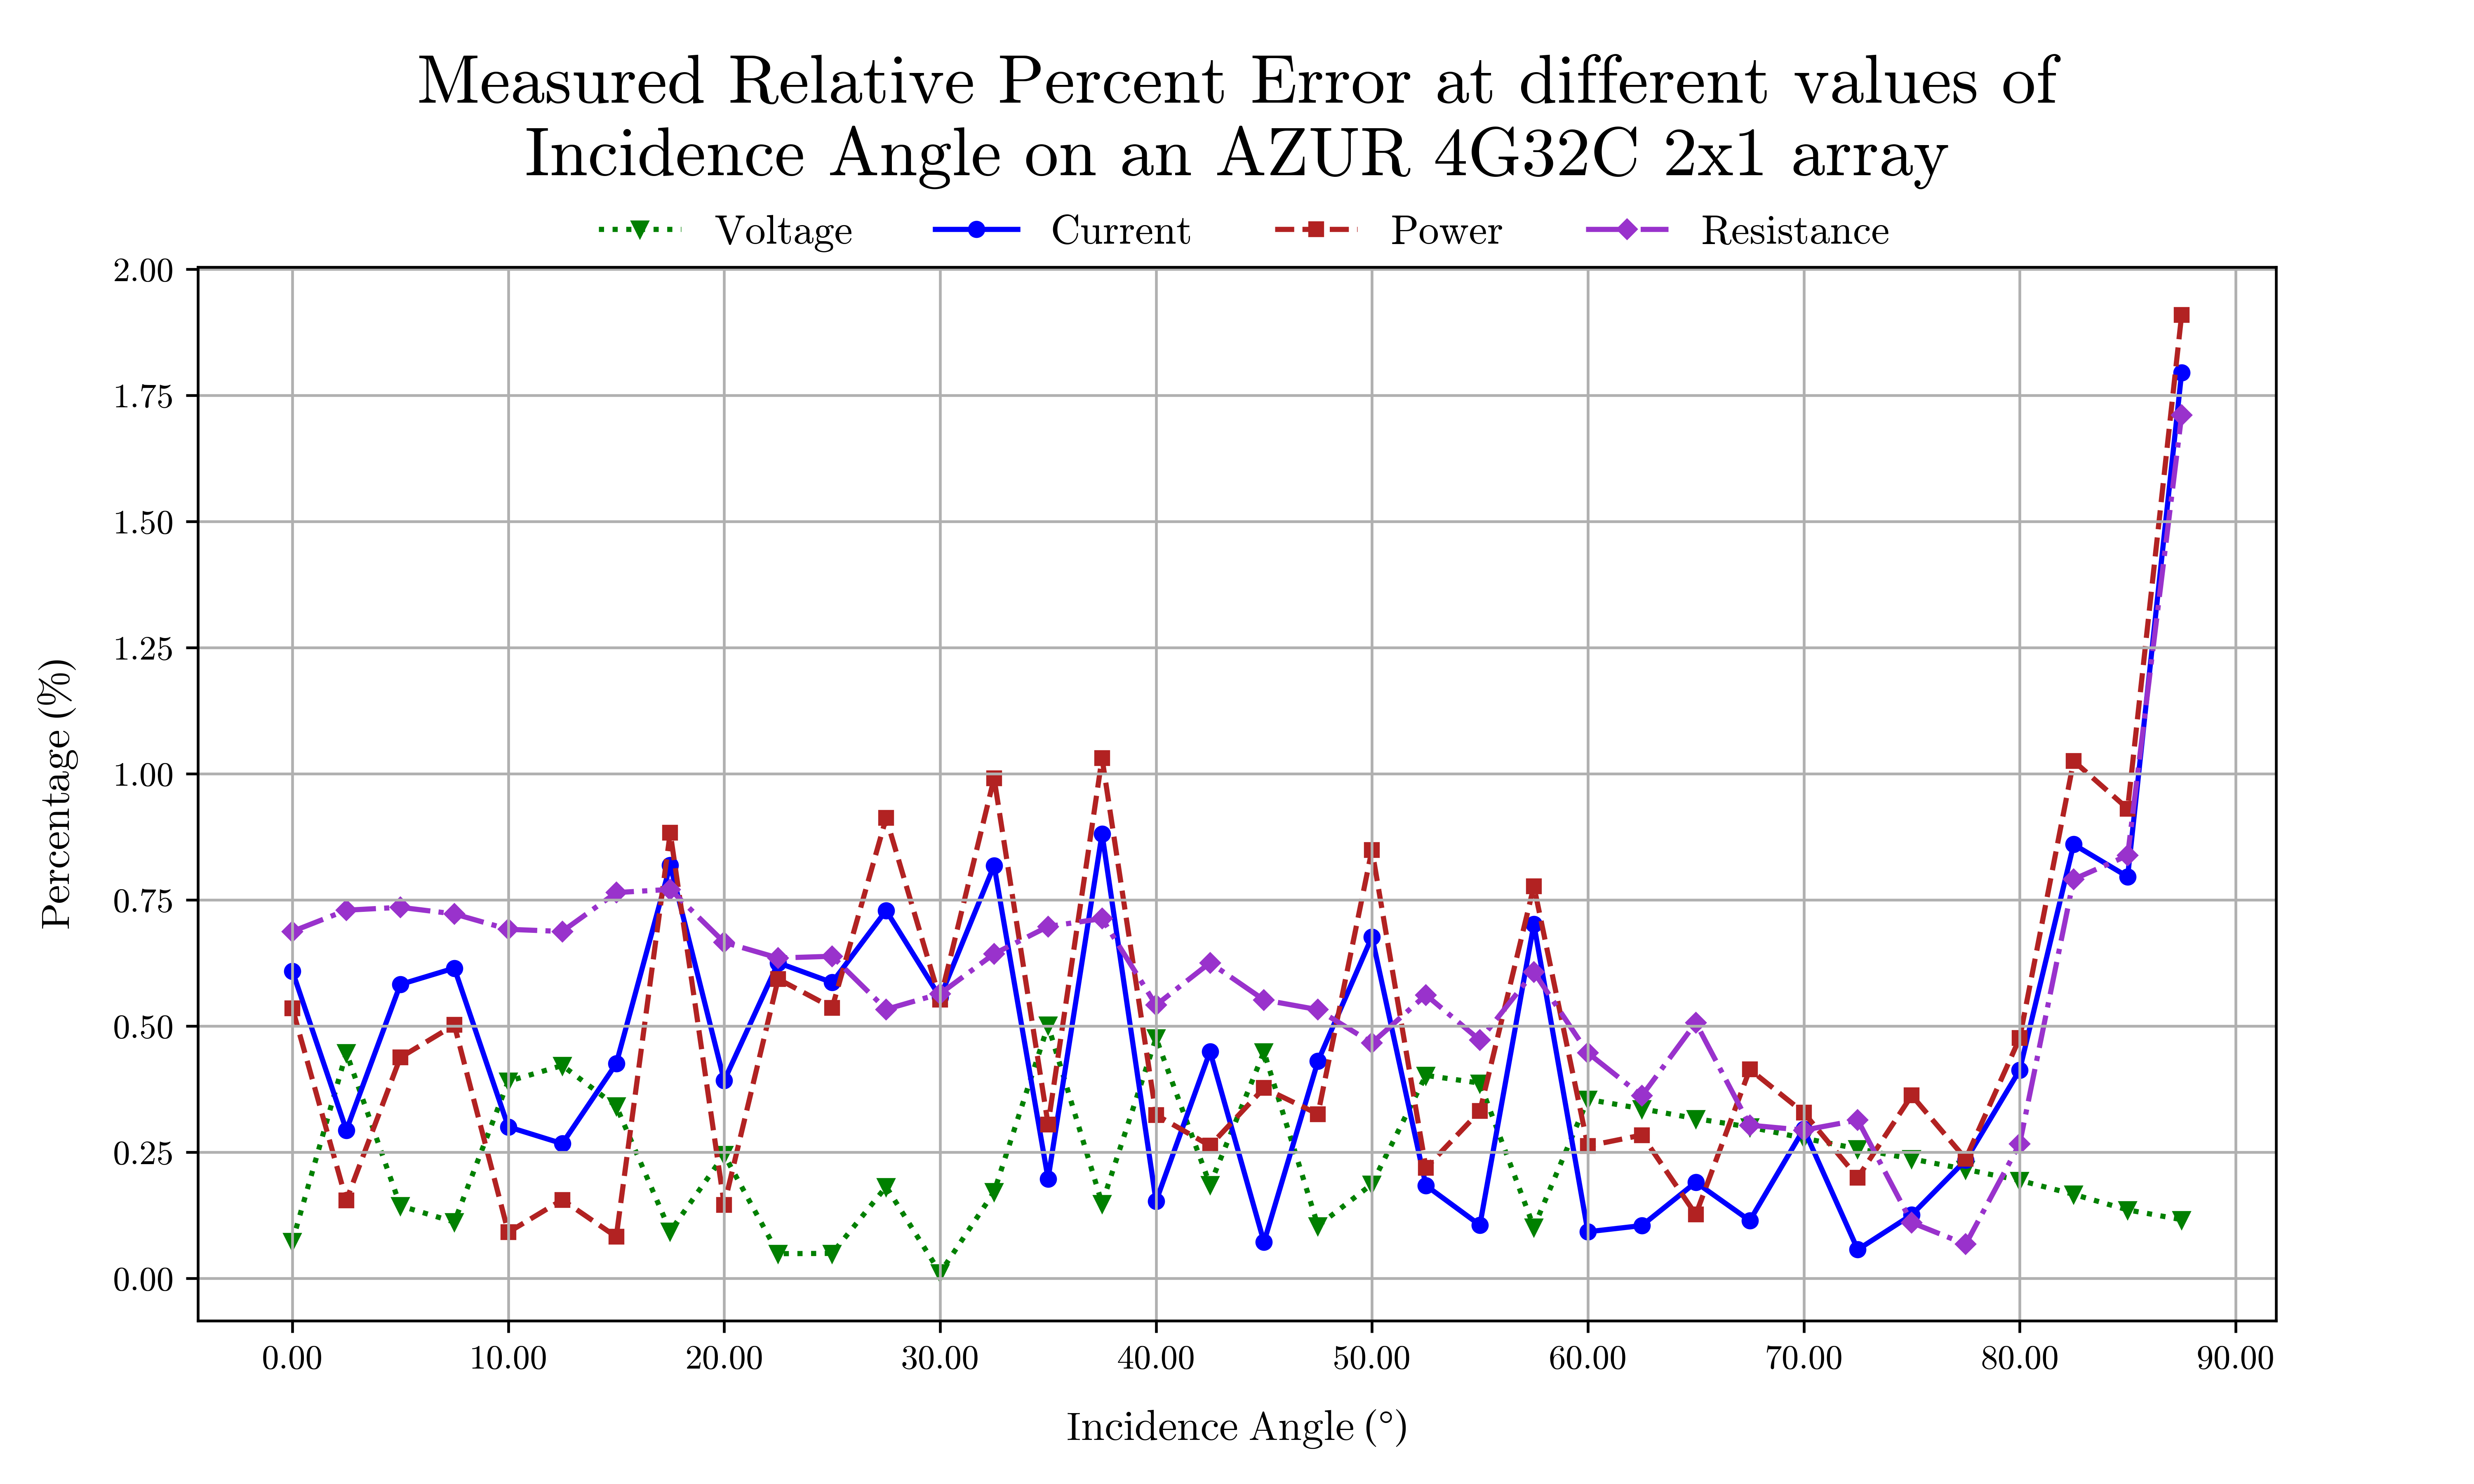 Measured Relative Percent Error at different values of
Incidence Angle on an AZUR 4G32C 2x1 array
Voltage Current Power Resistance
2.00
1.75
1.50
1.25
1.00
0.75
0.50
0.25
0.00
Percentage (%)
0.00 10.00 20.00 30.00 40.00 50.00 60.00 70.00 80.00 90.00
Incidence Angle (°)